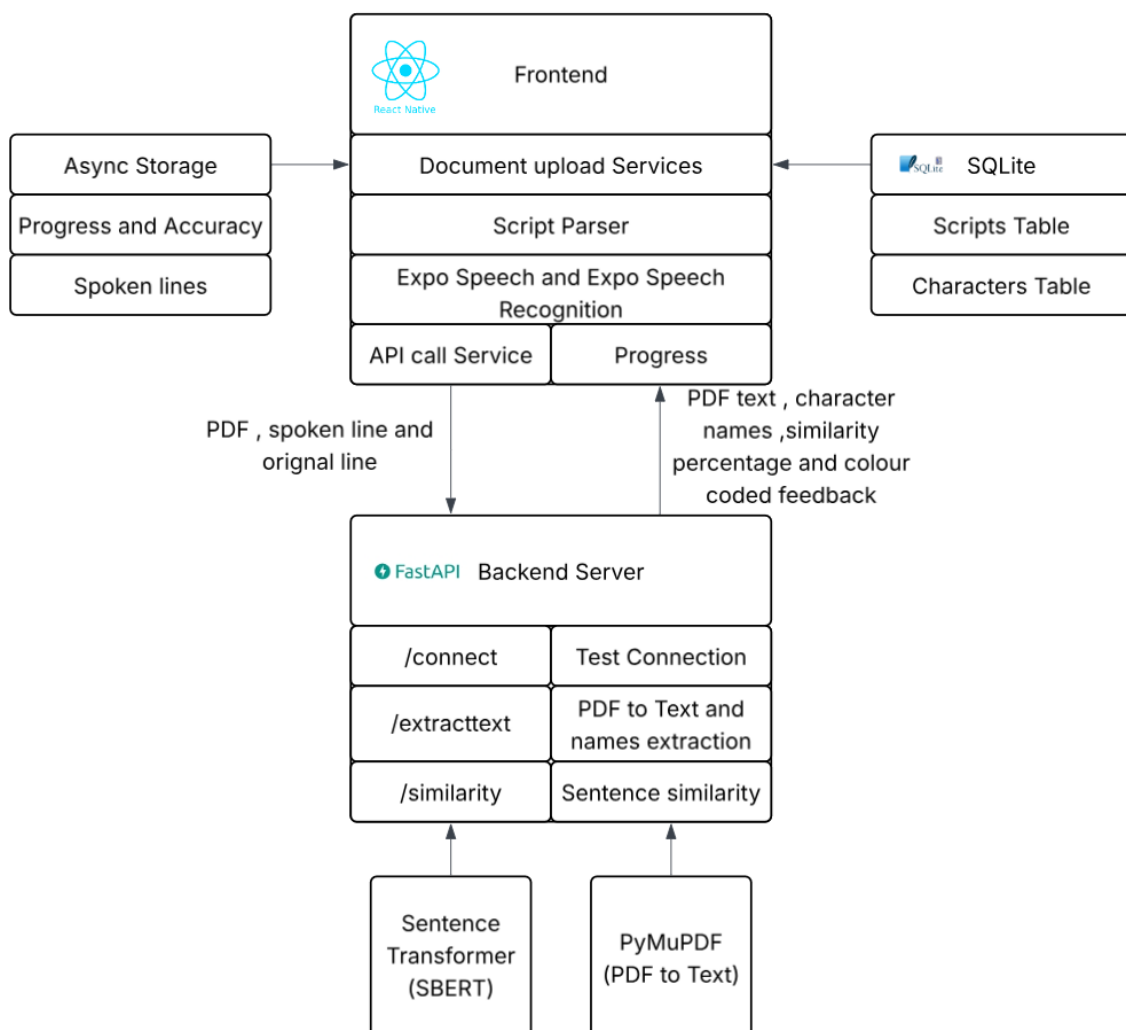 React Native
Frontend
Async Storage
Progress and Accuracy
Spoken lines
Document upload Services
Script Parser
Expo Speech and Expo Speech
Recognition
API call Service
Progress
SQLite
SQLite
Scripts Table
Characters Table
PDF , spoken line and
orignal line
PDF text , character
names ,similarity
percentage and colour
coded feedback
FastAPI
Backend Server
/connect
Test Connection
/extracttext
PDF to Text and
names extraction
/similarity
Sentence similarity
Sentence
Transformer
(SBERT)
PyMuPDF
(PDF to Text)